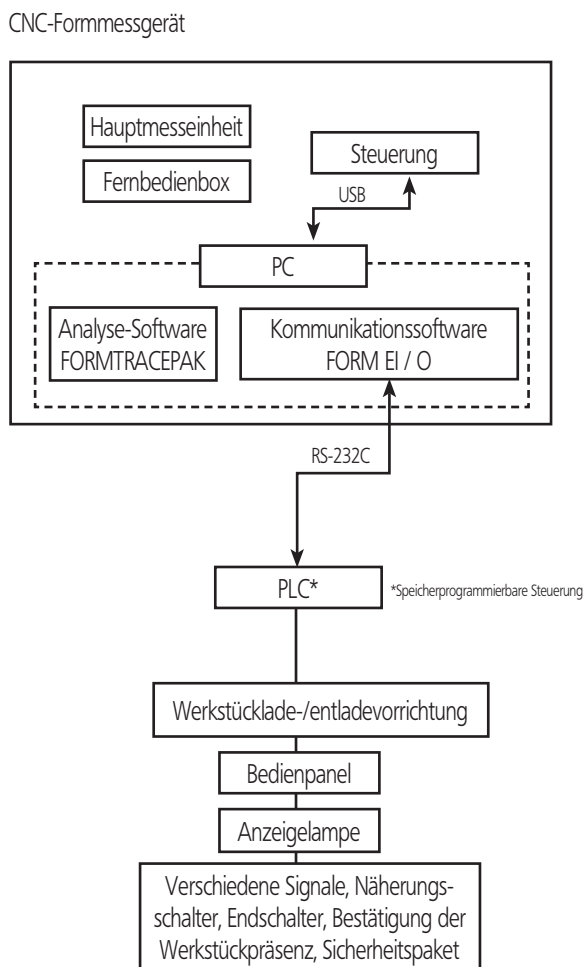 CNC-Formmessgerät
Hauptmesseinheit
Fernbedienbox
Steuerung
USB
PC
Analyse-Software
FORMTRACEPAK
Kommunikationssoftware
FORM EI / O
RS-232C
PLC*
*Speicherprogrammierbare Steuerung
Werkstücklade-/entladevorrichtung
Bedienpanel
Anzeigelampe
Verschiedene Signale, Näherungs-
schalter, Endschalter, Bestätigung der
Werkstückpräsenz, Sicherheitspaket